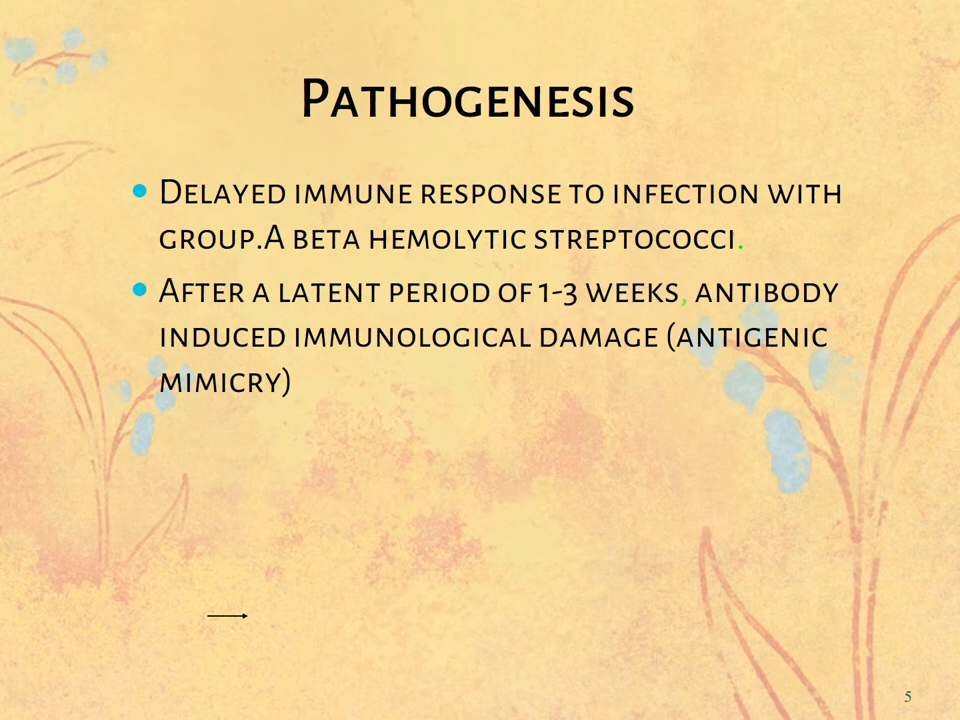 Pathogenesis
• Delayed immune response to infection with
group.A beta hemolytic streptococci.
• After a latent period of 1-3 weeks, antibody
induced immunological damage (antigenic
mimicry)
5